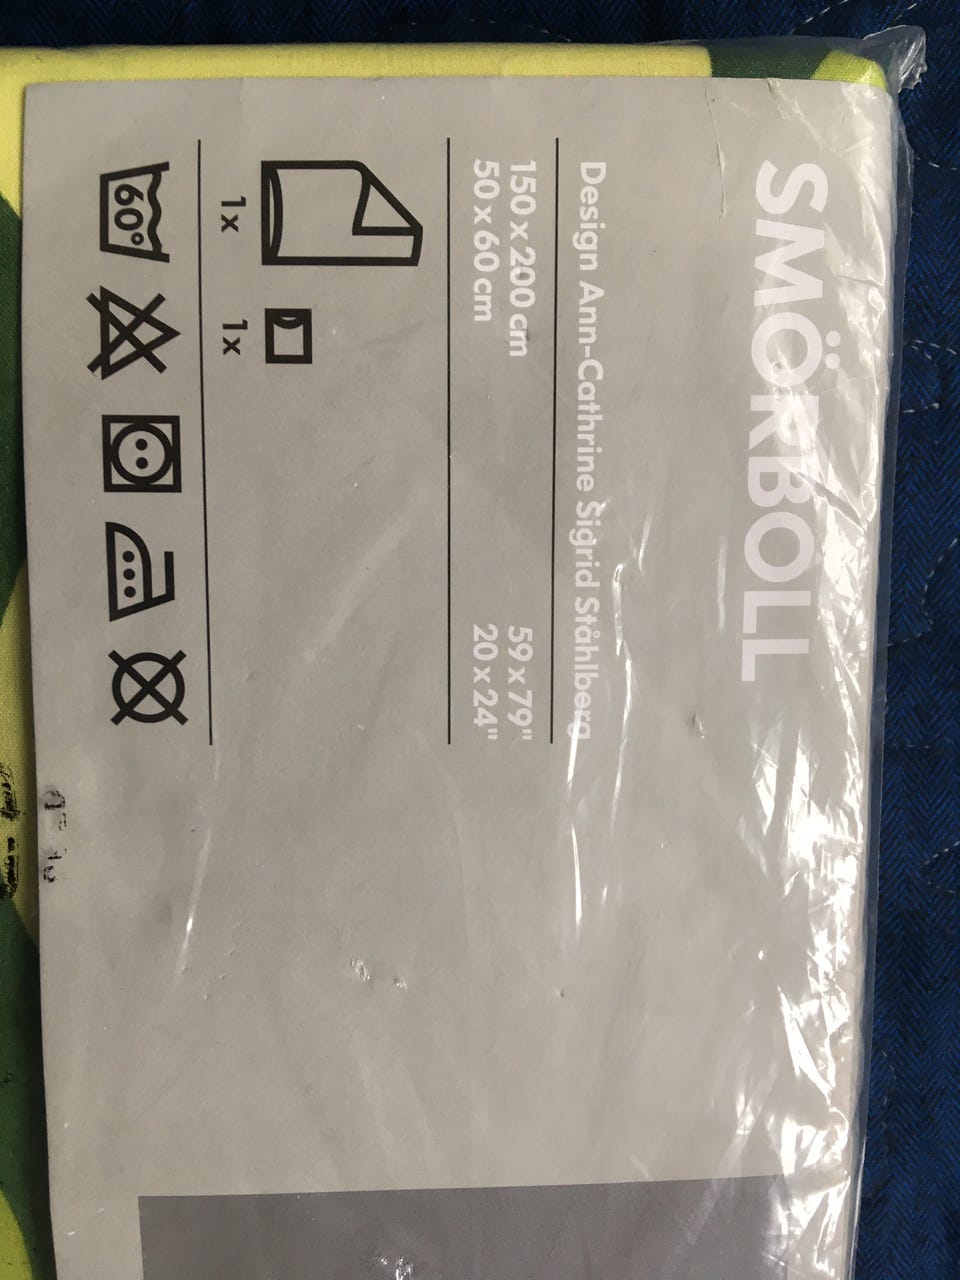 SMÖRBOLL
Design Ann-Cathrine Sigrid Ståhlberg
150 x 200 cm 59 x 79"
50 x 60 cm 20 x 24"
1x 1x
60°